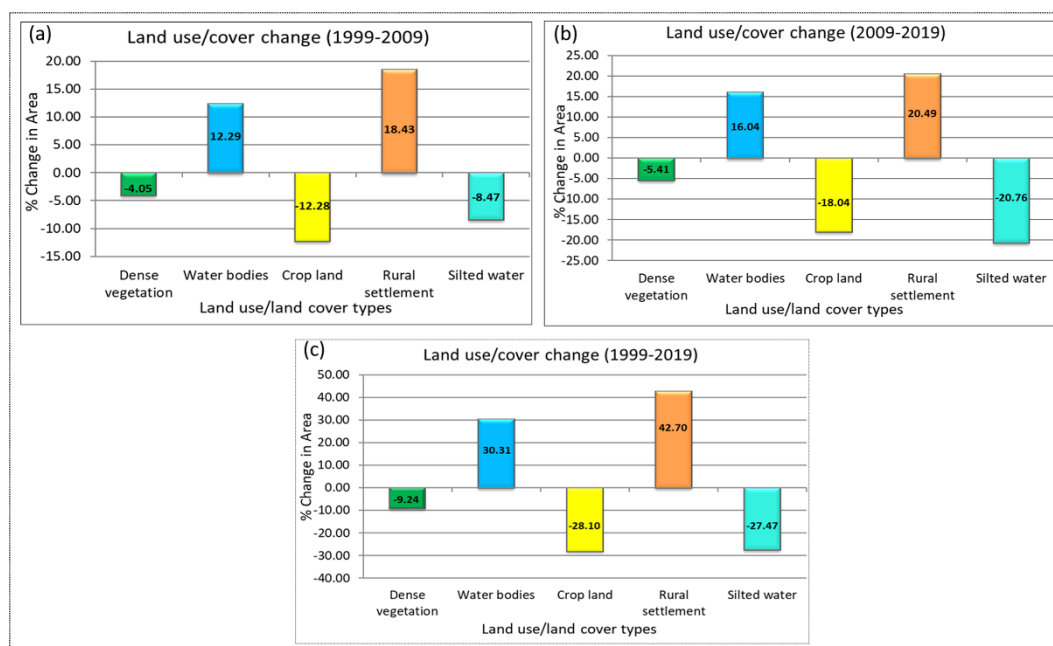 (a)
Land use/cover change (1999-2009)
% Change in Area
20.00
15.00
10.00
5.00
0.00
-5.00
-10.00
-15.00
-4.05
12.29
-12.28
18.43
-8.47
Dense vegetation
Water bodies
Crop land
Rural settlement
Silted water
Land use/land cover types
(b)
Land use/cover change (2009-2019)
% Change in Area
25.00
20.00
15.00
10.00
5.00
0.00
-5.00
-10.00
-15.00
-20.00
-25.00
-5.41
16.04
-18.04
20.49
-20.76
Dense vegetation
Water bodies
Crop land
Rural settlement
Silted water
Land use/land cover types
(c)
Land use/cover change (1999-2019)
% Change in Area
50.00
40.00
30.00
20.00
10.00
0.00
-10.00
-20.00
-30.00
-40.00
-9.24
30.31
-28.10
42.70
-27.47
Dense vegetation
Water bodies
Crop land
Rural settlement
Silted water
Land use/land cover types